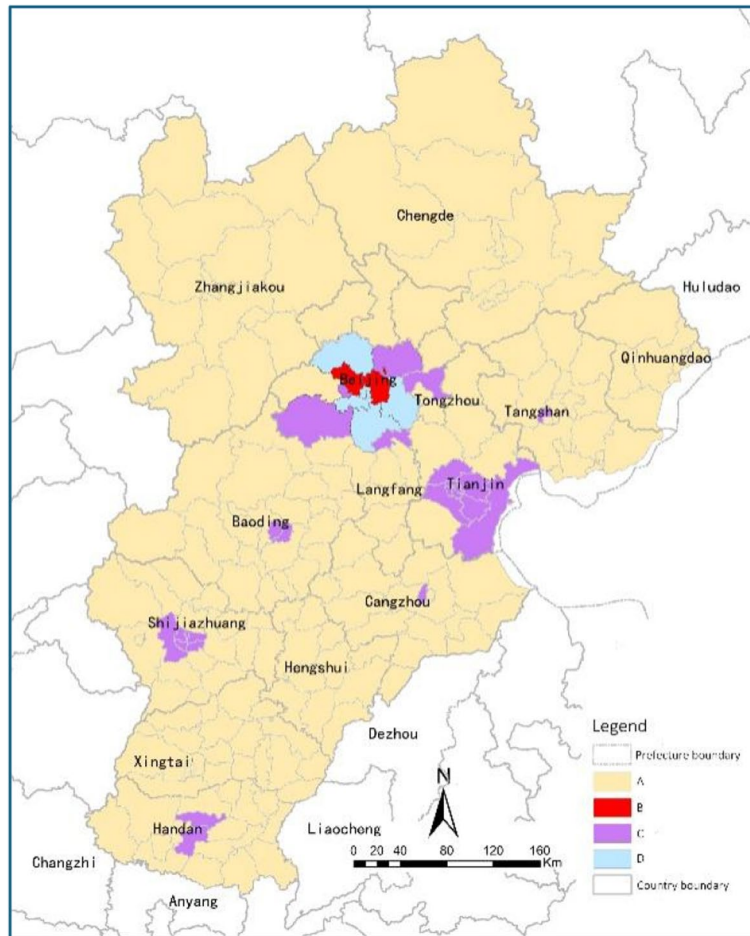 Chengde
Zhangjiakou
Huludao
Qinhuangdao
Beijing
Tongzhou
Tangshan
Langfang
Tianjin
Baoding
Cangzhou
Shijiazhuang
Hengshui
Dezhou
Xingtai
Handan
Liaocheng
Changzhi
Anyang
N
0 20 40 80 120 160
Km
Legend
Prefecture boundary
A
B
C
D
Country boundary